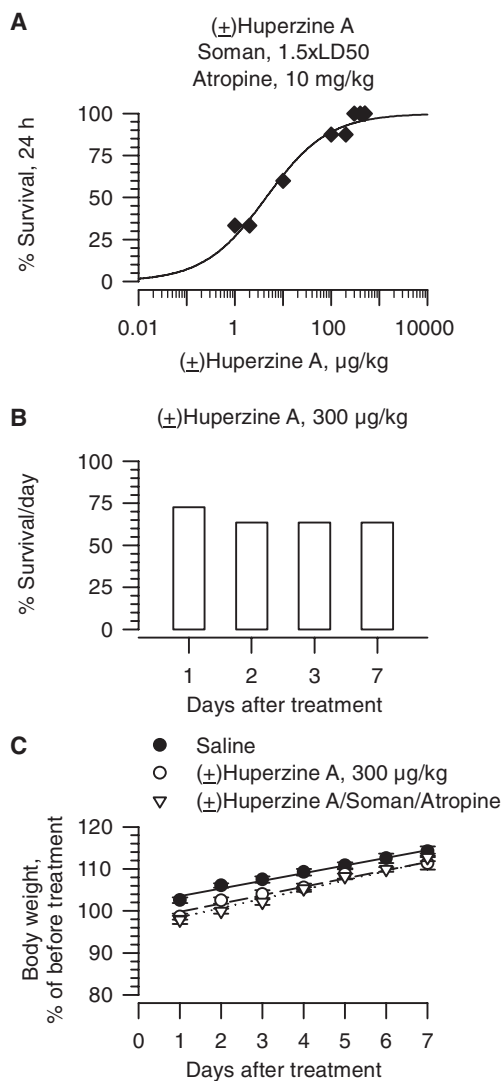 A
(±)Huperzine A
Soman, 1.5xLD50
Atropine, 10 mg/kg
% Survival, 24 h
100
75
50
25
0
0.01 1 100 10000
(±)Huperzine A, µg/kg
B
(±)Huperzine A, 300 µg/kg
% Survival/day
100
75
50
25
0
1 2 3 7
Days after treatment
C
Saline
(±)Huperzine A, 300 µg/kg
(±)Huperzine A/Soman/Atropine
Body weight,
% of before treatment
120
110
100
90
80
0 1 2 3 4 5 6 7
Days after treatment